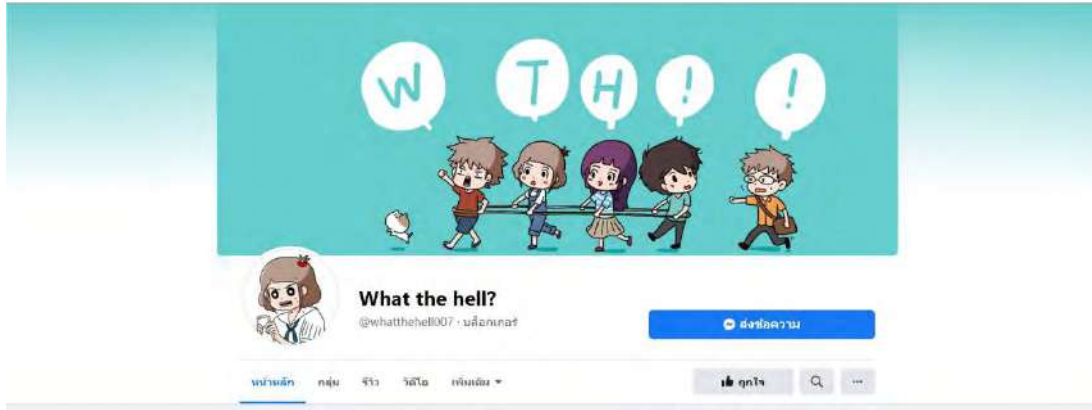 W TH!!
What the hell?
@whatthehell007 · บล็อกเกอร์
ส่งข้อความ
หน้าหลัก กลุ่ม รีวิว วิดีโอ เพิ่มเติม
ถูกใจ